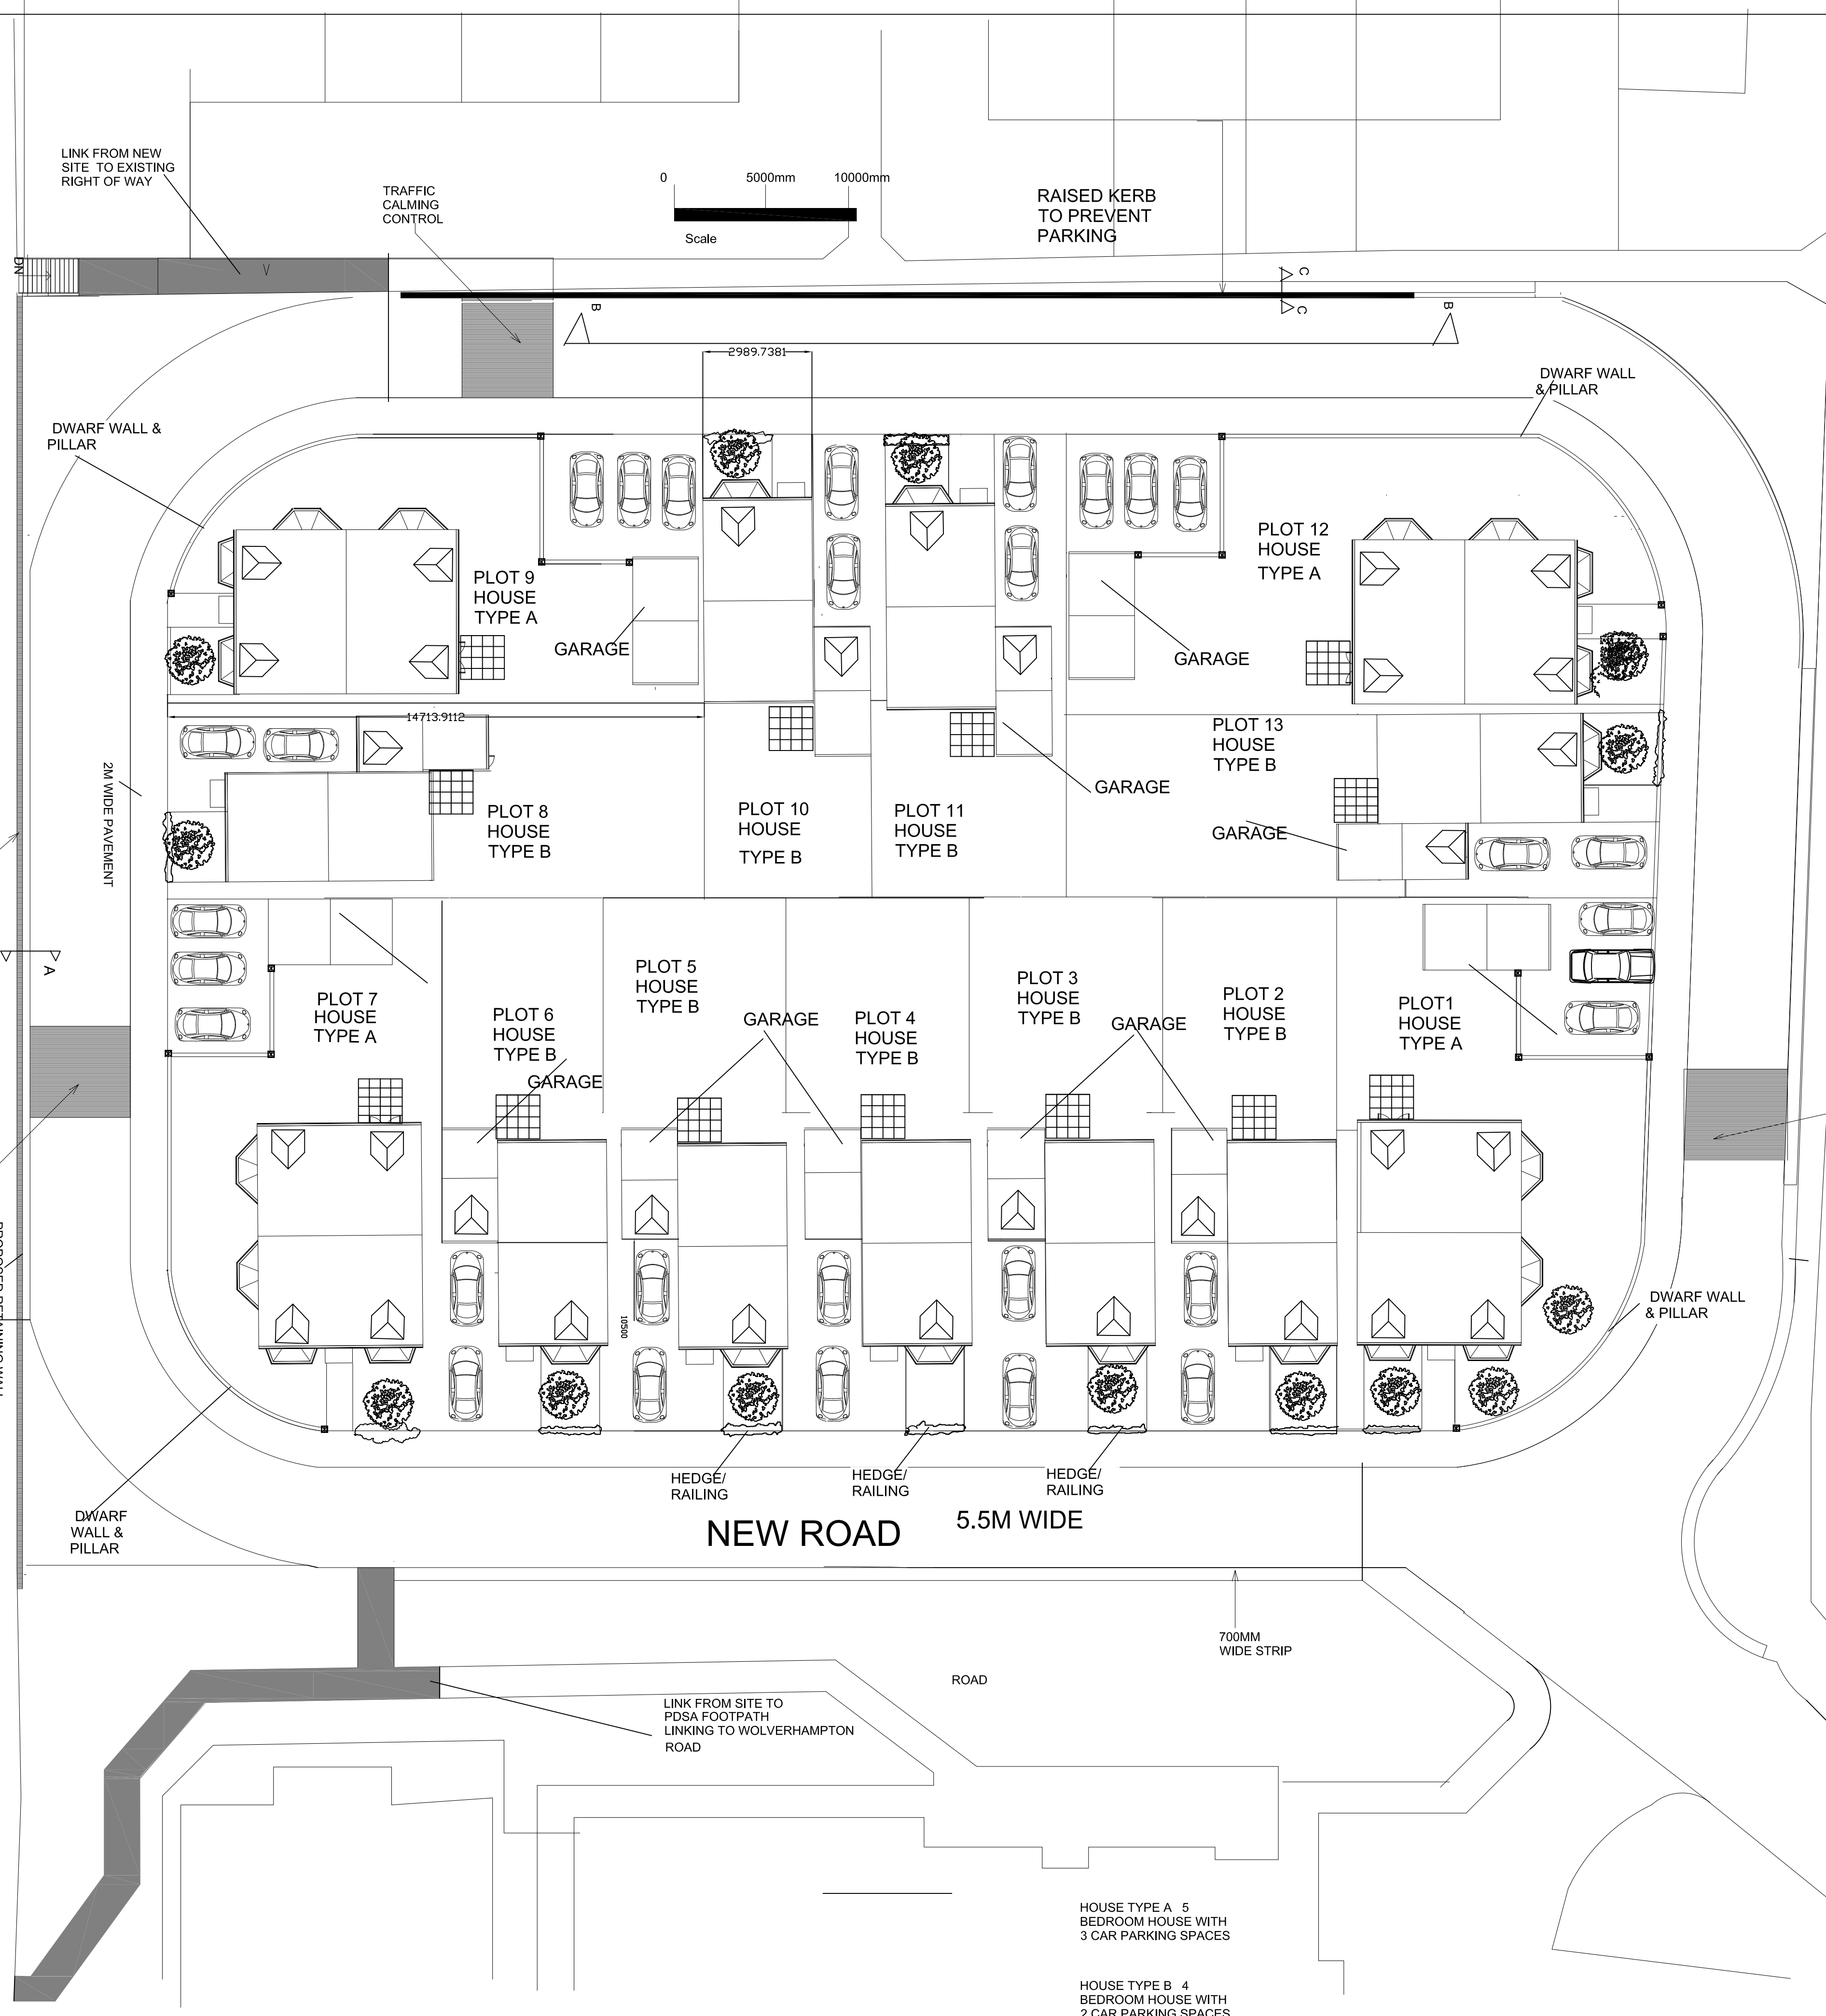 LINK FROM NEW
SITE TO EXISTING
RIGHT OF WAY
TRAFFIC
CALMING
CONTROL
0 5000mm 10000mm
Scale
RAISED KERB
TO PREVENT
PARKING
DN
V
C
C
B
B
2989.7381
DWARF WALL
& PILLAR
DWARF WALL &
PILLAR
PLOT 9
HOUSE
TYPE A
GARAGE
PLOT 12
HOUSE
TYPE A
GARAGE
14713.9112
2M WIDE PAVEMENT
PLOT 8
HOUSE
TYPE B
PLOT 10
HOUSE
TYPE B
PLOT 11
HOUSE
TYPE B
GARAGE
PLOT 13
HOUSE
TYPE B
GARAGE
A
PLOT 7
HOUSE
TYPE A
PLOT 6
HOUSE
TYPE B
GARAGE
PLOT 5
HOUSE
TYPE B
GARAGE
PLOT 4
HOUSE
TYPE B
PLOT 3
HOUSE
TYPE B
GARAGE
PLOT 2
HOUSE
TYPE B
PLOT1
HOUSE
TYPE A
10500
DWARF WALL
& PILLAR
HEDGE/
RAILING
HEDGE/
RAILING
HEDGE/
RAILING
DWARF
WALL &
PILLAR
NEW ROAD 5.5M WIDE
700MM
WIDE STRIP
ROAD
LINK FROM SITE TO
PDSA FOOTPATH
LINKING TO WOLVERHAMPTON
ROAD
HOUSE TYPE A 5
BEDROOM HOUSE WITH
3 CAR PARKING SPACES
HOUSE TYPE B 4
BEDROOM HOUSE WITH
2 CAR PARKING SPACES